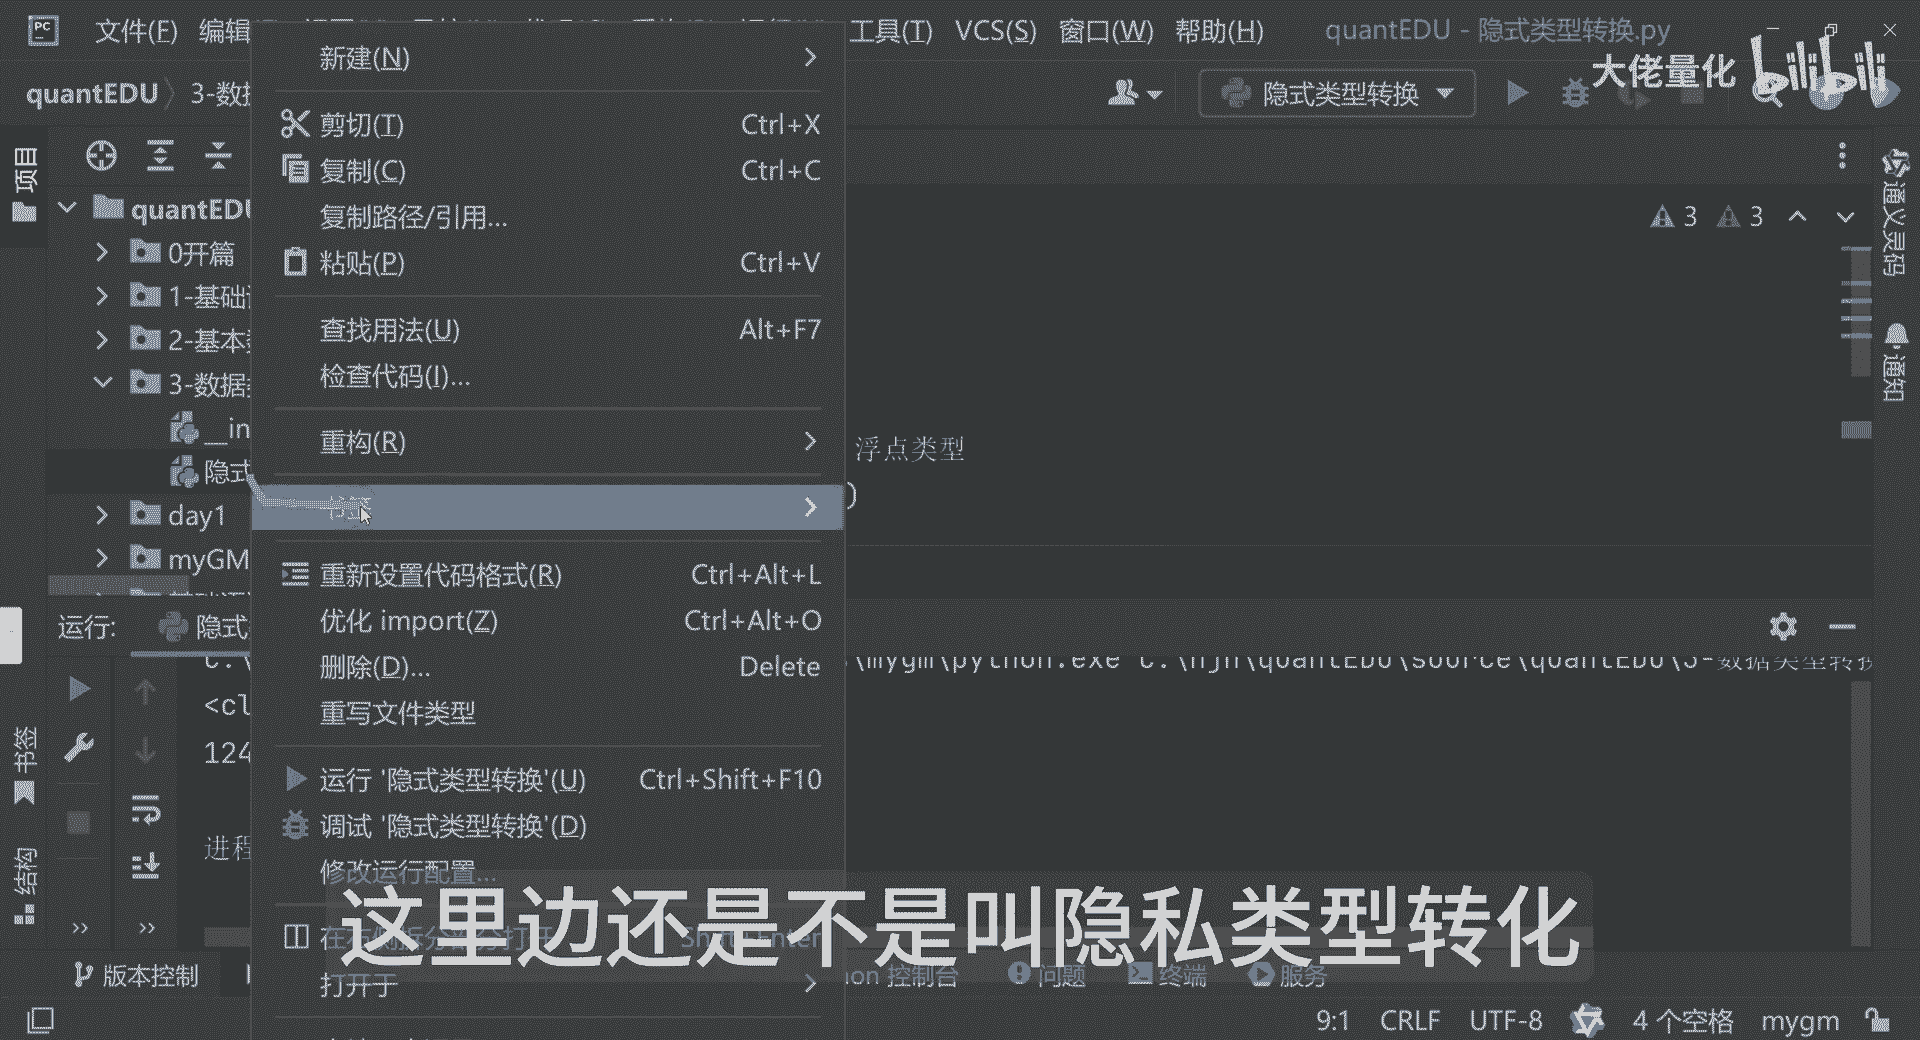 文件(F) 编辑 工具(T) VCS(S) 窗口(W) 帮助(H) quantEDU - 隐式类型转换.py
大佬量化 bilibili
quantEDU 3-数据 隐式类型转换
项目
quantEDU
0开篇
1-基础
2-基本
3-数据
__in
隐式
day1
myGM
新建(N)
剪切(T) Ctrl+X
复制(C) Ctrl+C
复制路径/引用...
粘贴(P) Ctrl+V
查找用法(U) Alt+F7
检查代码(I)...
重构(R)
书签
重新设置代码格式(R) Ctrl+Alt+L
优化 import(Z) Ctrl+Alt+O
删除(D)... Delete
重写文件类型
运行 '隐式类型转换'(U) Ctrl+Shift+F10
调试 '隐式类型转换'(D)
修改运行配置...
打开于
3 3
浮点类型
)
通义灵码
通知
运行: 隐式
\mygm\python.exe C:\njh\quantEDU\source\quantEDU\3-数据类型转换
<cl
124
进程
书签
结构
这里边还是不是叫隐私类型转化
版本控制 控制台 问题 终端 服务
9:1 CRLF UTF-8 4 个空格 mygm